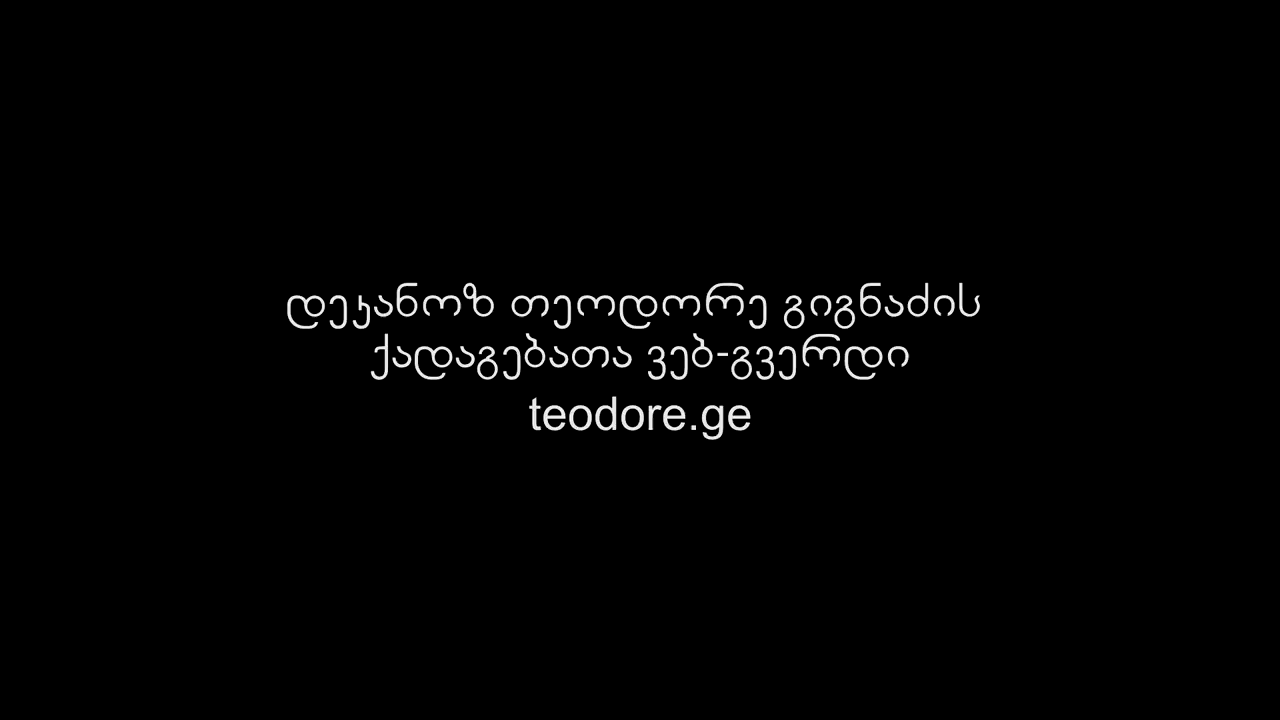 დეკანოზ თეოდორე გიგნაძის
ქადაგებათა ვებ-გვერდი
teodore.ge